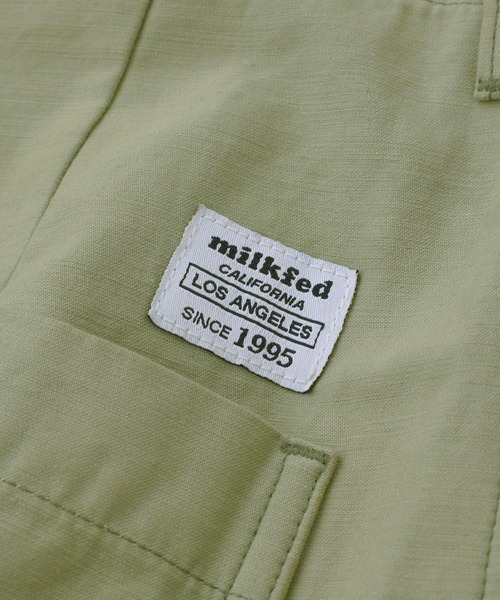 milkfed
CALIFORNIA
LOS ANGELES
SINCE 1995